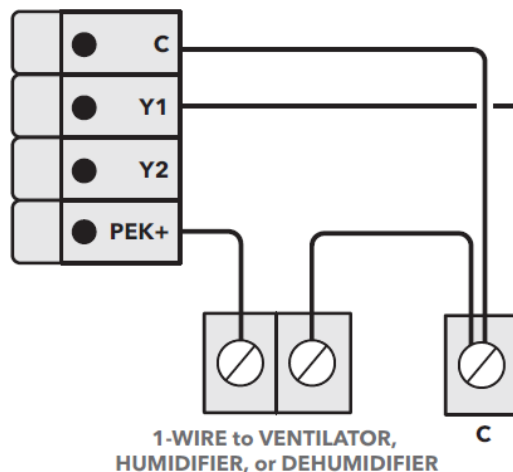 C
Y1
Y2
PEK+
C
1-WIRE to VENTILATOR,
HUMIDIFIER, or DEHUMIDIFIER